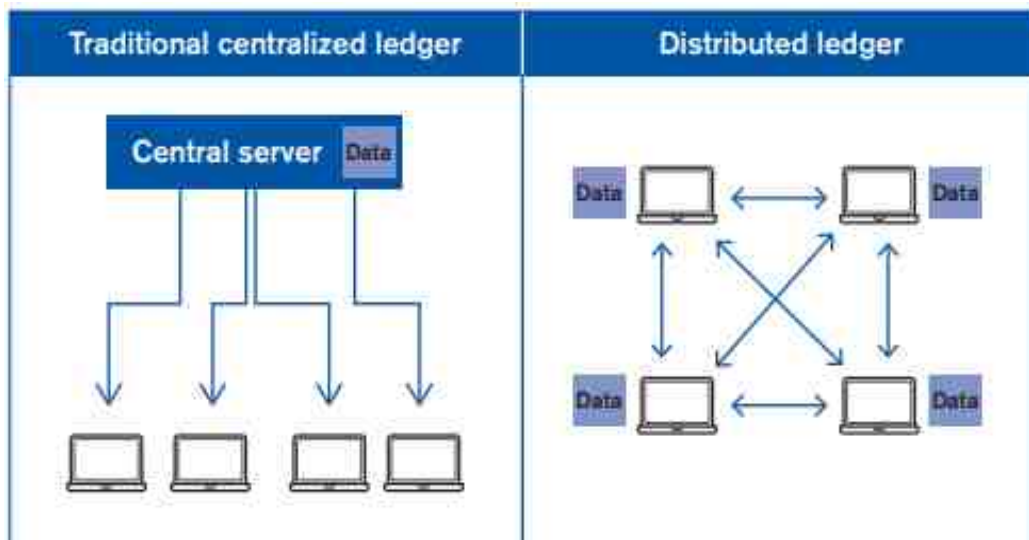 Traditional centralized ledger
Distributed ledger
Central server
Data
Data
Data
Data
Data